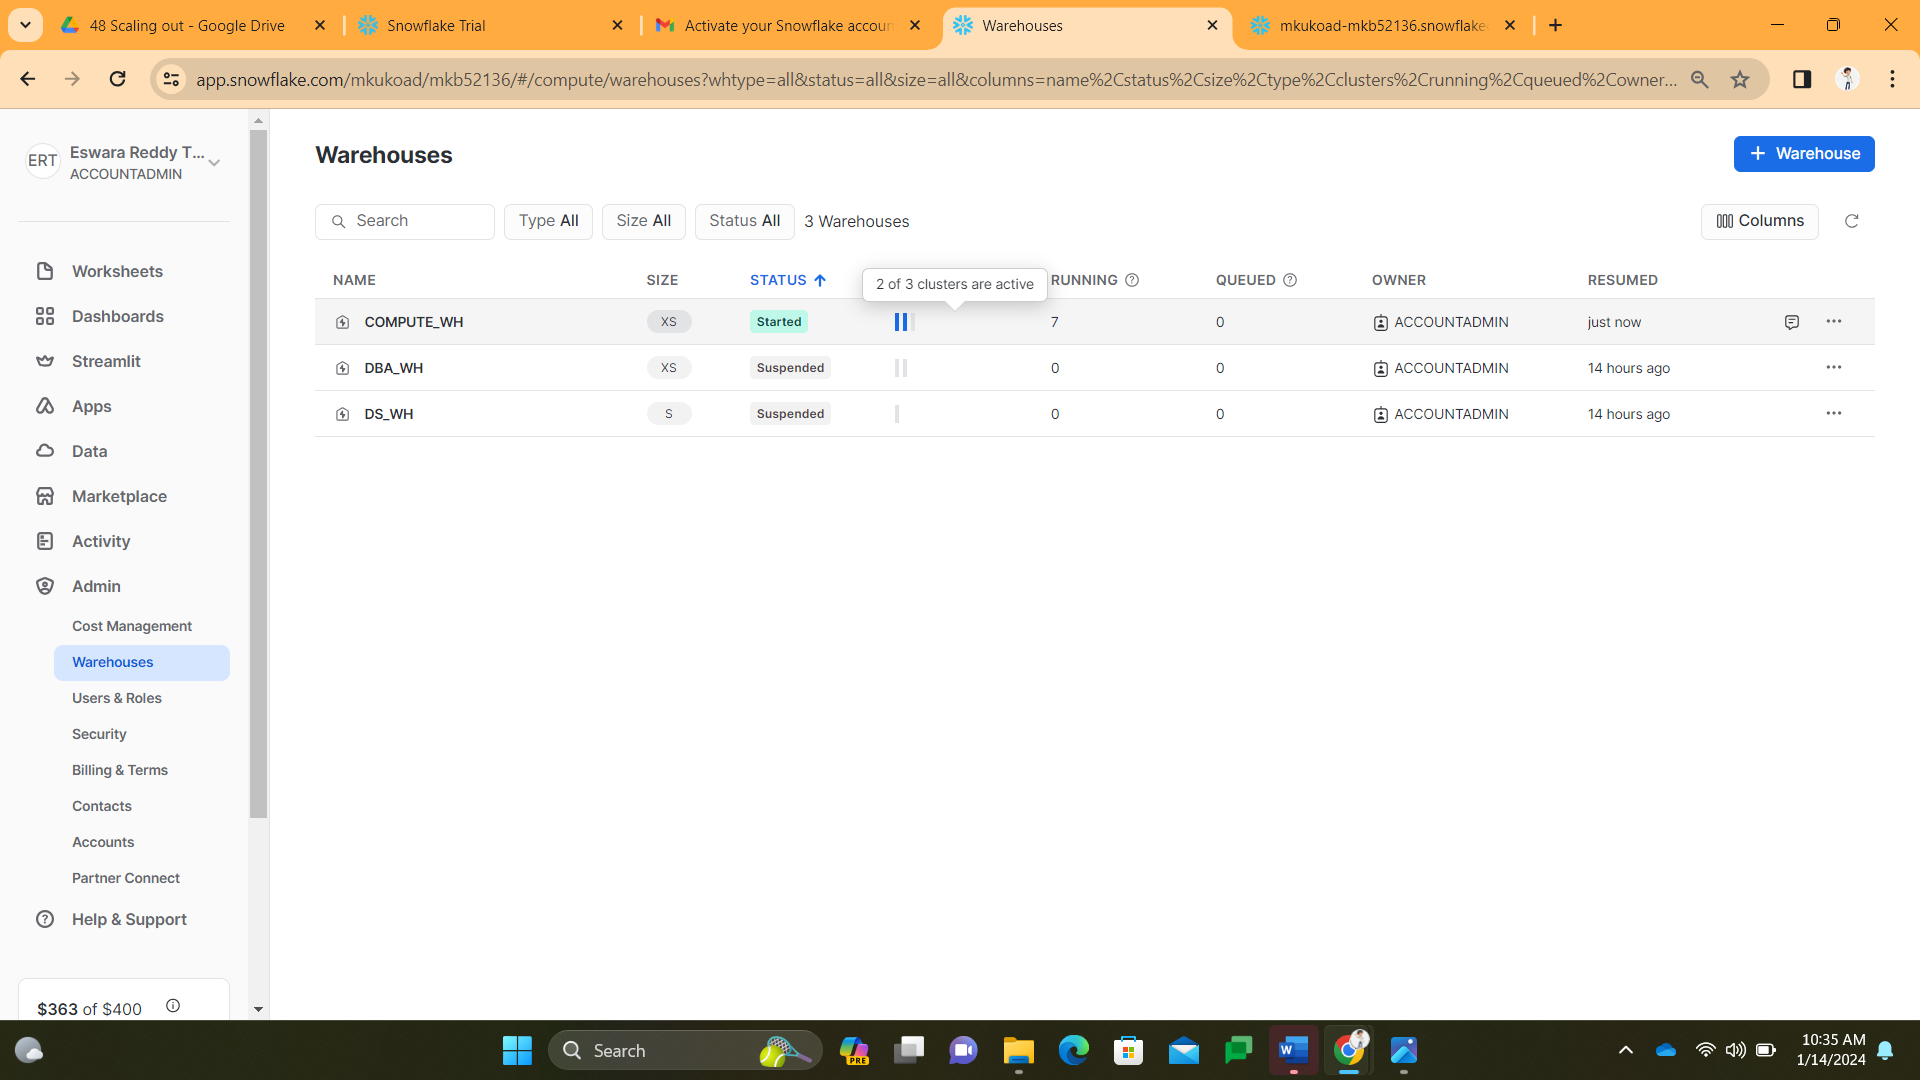 48 Scaling out - Google Drive
Snowflake Trial
Activate your Snowflake accoun
Warehouses
mkukoad-mkb52136.snowflake
app.snowflake.com/mkukoad/mkb52136/#/compute/warehouses?whtype=all&status=all&size=all&columns=name%2Cstatus%2Csize%2Ctype%2Cclusters%2Crunning%2Cqueued%2Cowner...
ERT
Eswara Reddy T...
ACCOUNTADMIN
Worksheets
Dashboards
Streamlit
Apps
Data
Marketplace
Activity
Admin
Cost Management
Warehouses
Users & Roles
Security
Billing & Terms
Contacts
Accounts
Partner Connect
Help & Support
$363 of $400
Warehouses
+ Warehouse
Search
Type All
Size All
Status All
3 Warehouses
Columns
NAME SIZE STATUS RUNNING QUEUED OWNER RESUMED
2 of 3 clusters are active
COMPUTE_WH XS Started 7 0 ACCOUNTADMIN just now
DBA_WH XS Suspended 0 0 ACCOUNTADMIN 14 hours ago
DS_WH S Suspended 0 0 ACCOUNTADMIN 14 hours ago
Search
PRE
W
10:35 AM
1/14/2024